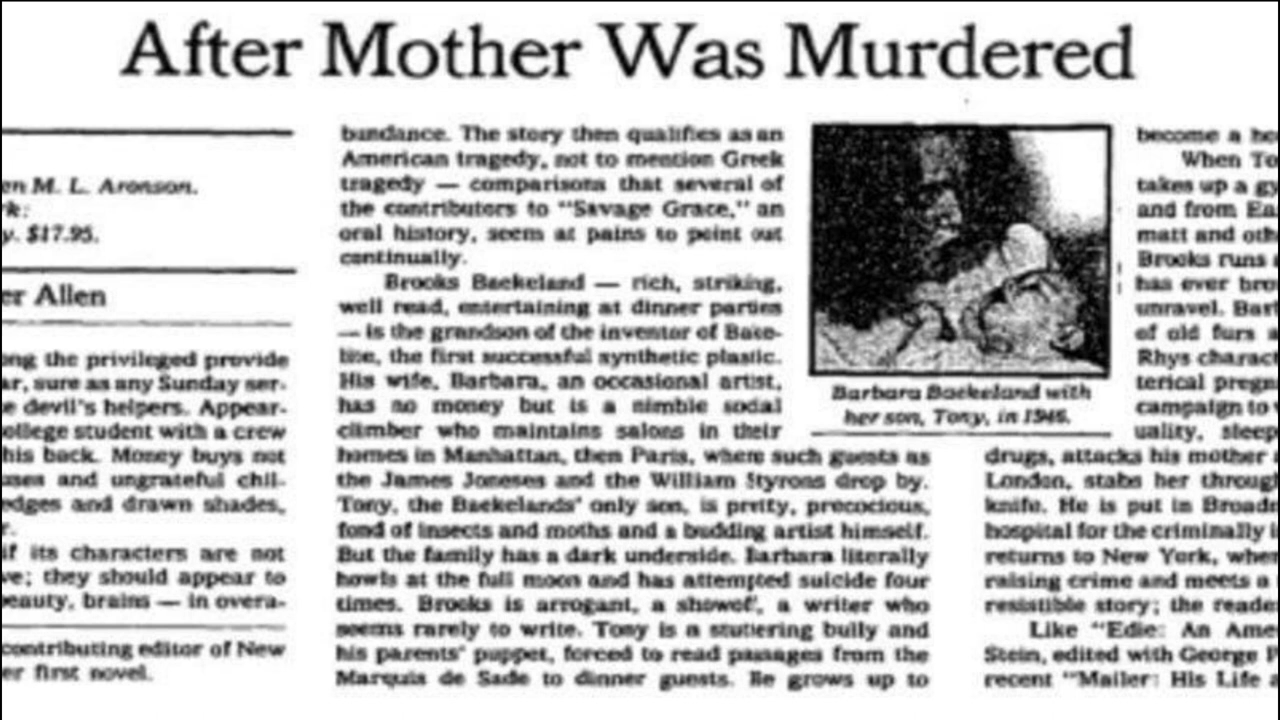 After Mother Was Murdered
en M. L. Aronson.
rk:
y. $17.95.
er Allen
ong the privileged provide
ar, sure as any Sunday ser-
e devil's helpers. Appear-
ollege student with a crew
his back. Money buys not
uses and ungrateful chil-
edges and drawn shades,
r.
if its characters are not
ve; they should appear to
beauty, brains — in overa-
contributing editor of New
er first novel.
bundance. The story then qualifies as an
American tragedy, not to mention Greek
tragedy — comparisons that several of
the contributors to "Savage Grace," an
oral history, seem at pains to point out
continually.
Brooks Baekeland — rich, striking,
well read, entertaining at dinner parties
— is the grandson of the inventor of Bake-
lite, the first successful synthetic plastic.
His wife, Barbara, an occasional artist,
has no money but is a nimble social
climber who maintains salons in their
homes in Manhattan, then Paris, where such guests as
the James Joneses and the William Styrons drop by.
Tony, the Baekelands' only son, is pretty, precocious,
fond of insects and moths and a budding artist himself.
But the family has a dark underside. Barbara literally
howls at the full moon and has attempted suicide four
times. Brooks is arrogant, a showoff, a writer who
seems rarely to write. Tony is a stuttering bully and
his parents' puppet, forced to read passages from the
Marquis de Sade to dinner guests. He grows up to
Barbara Baekeland with
her son, Tony, in 1946.
become a ho
When To
takes up a gy
and from Ea
matt and oth
Brooks runs
has ever bro
unravel. Bar
of old furs a
Rhys charact
terical pregn
campaign to
uality, sleep
drugs, attacks his mother
London, stabs her through
knife. He is put in Broadm
hospital for the criminally i
returns to New York, wher
raising crime and meets a
resistible story; the reade
Like "Edie: An Ame
Stein, edited with George P
recent "Mailer: His Life a